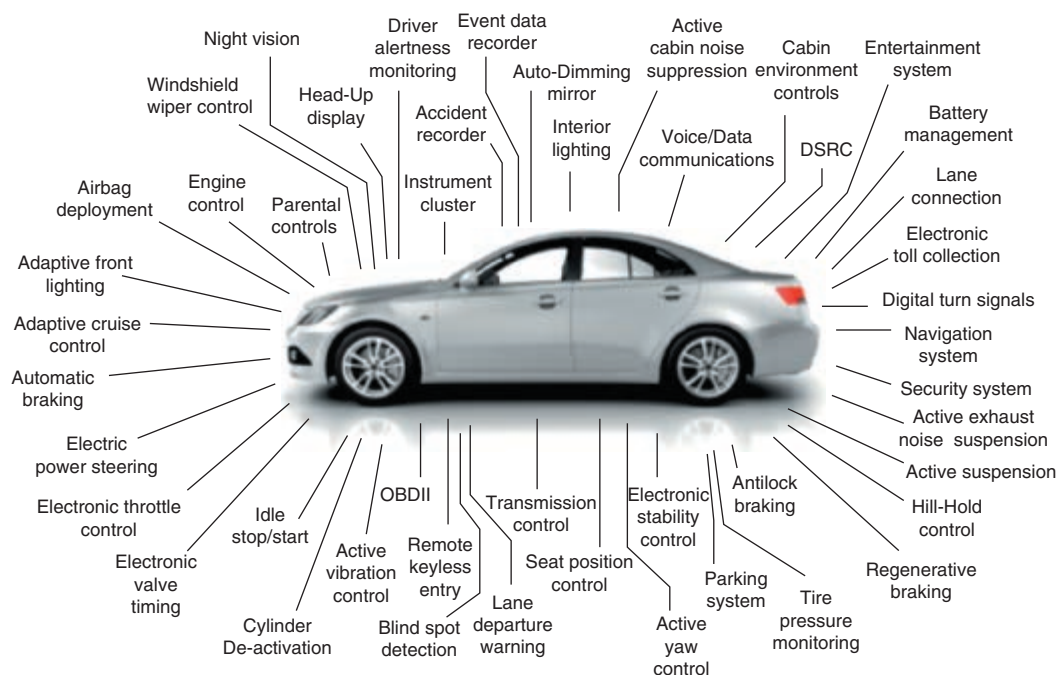 Night vision
Windshield
wiper control
Head-Up
display
Driver
alertness
monitoring
Event data
recorder
Accident
recorder
Auto-Dimming
mirror
Interior
lighting
Active
cabin noise
suppression
Voice/Data
communications
Cabin
environment
controls
DSRC
Entertainment
system
Battery
management
Lane
connection
Electronic
toll collection
Digital turn signals
Navigation
system
Security system
Active exhaust
noise suspension
Active suspension
Hill-Hold
control
Regenerative
braking
Airbag
deployment
Engine
control
Parental
controls
Instrument
cluster
Adaptive front
lighting
Adaptive cruise
control
Automatic
braking
Electric
power steering
Electronic throttle
control
Electronic
valve
timing
Idle
stop/start
Cylinder
De-activation
Active
vibration
control
OBDII
Remote
keyless
entry
Blind spot
detection
Lane
departure
warning
Transmission
control
Seat position
control
Active
yaw
control
Electronic
stability
control
Parking
system
Antilock
braking
Tire
pressure
monitoring